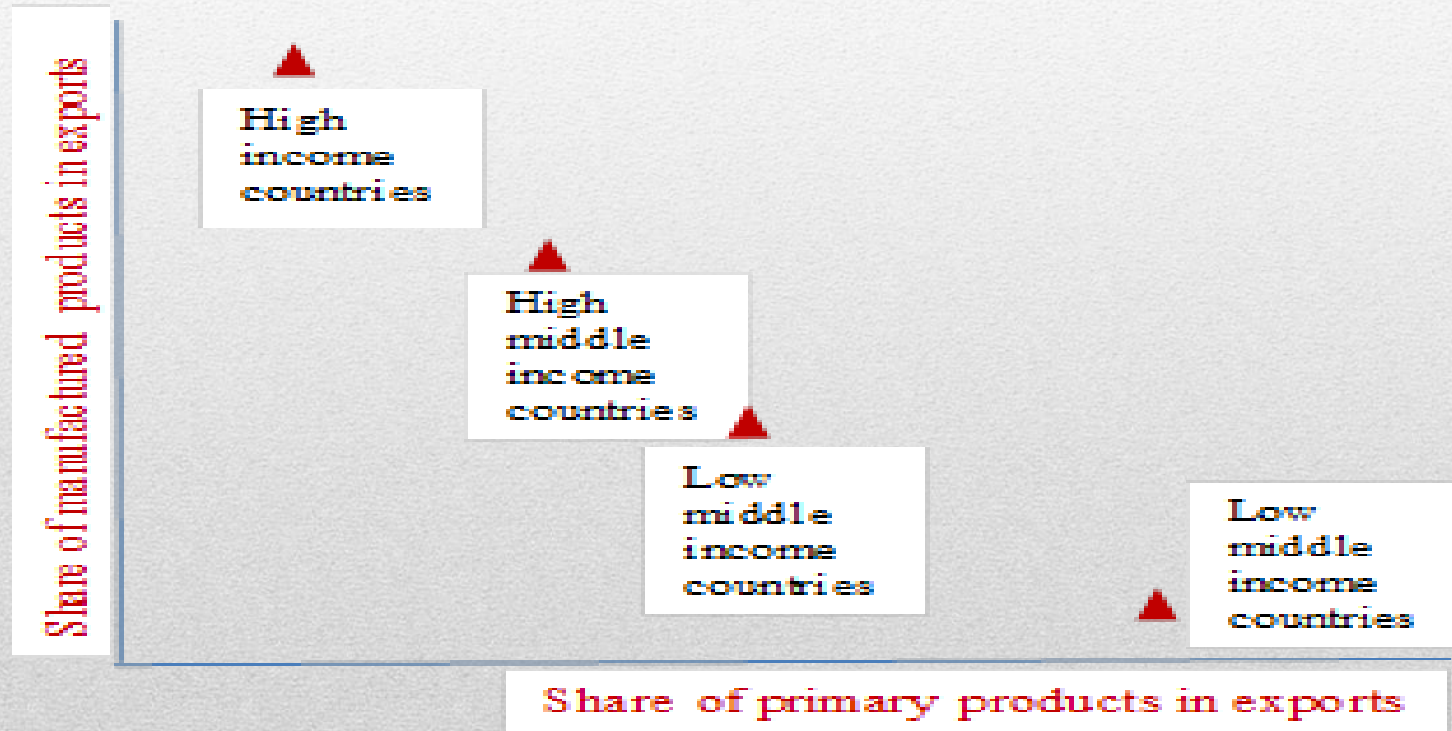 Share of manufactured products in exports
High
income
countries
High
middle
income
countries
Low
middle
income
countries
Low
middle
income
countries
Share of primary products in exports